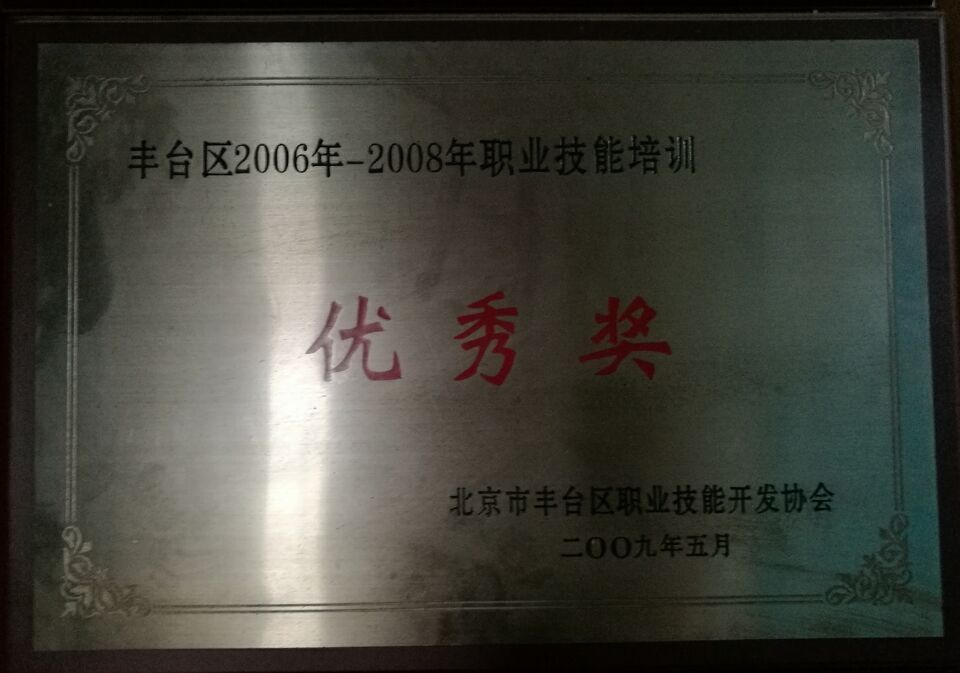 丰台区2006年-2008年职业技能培训
优秀奖
北京市丰台区职业技能开发协会
二〇〇九年五月